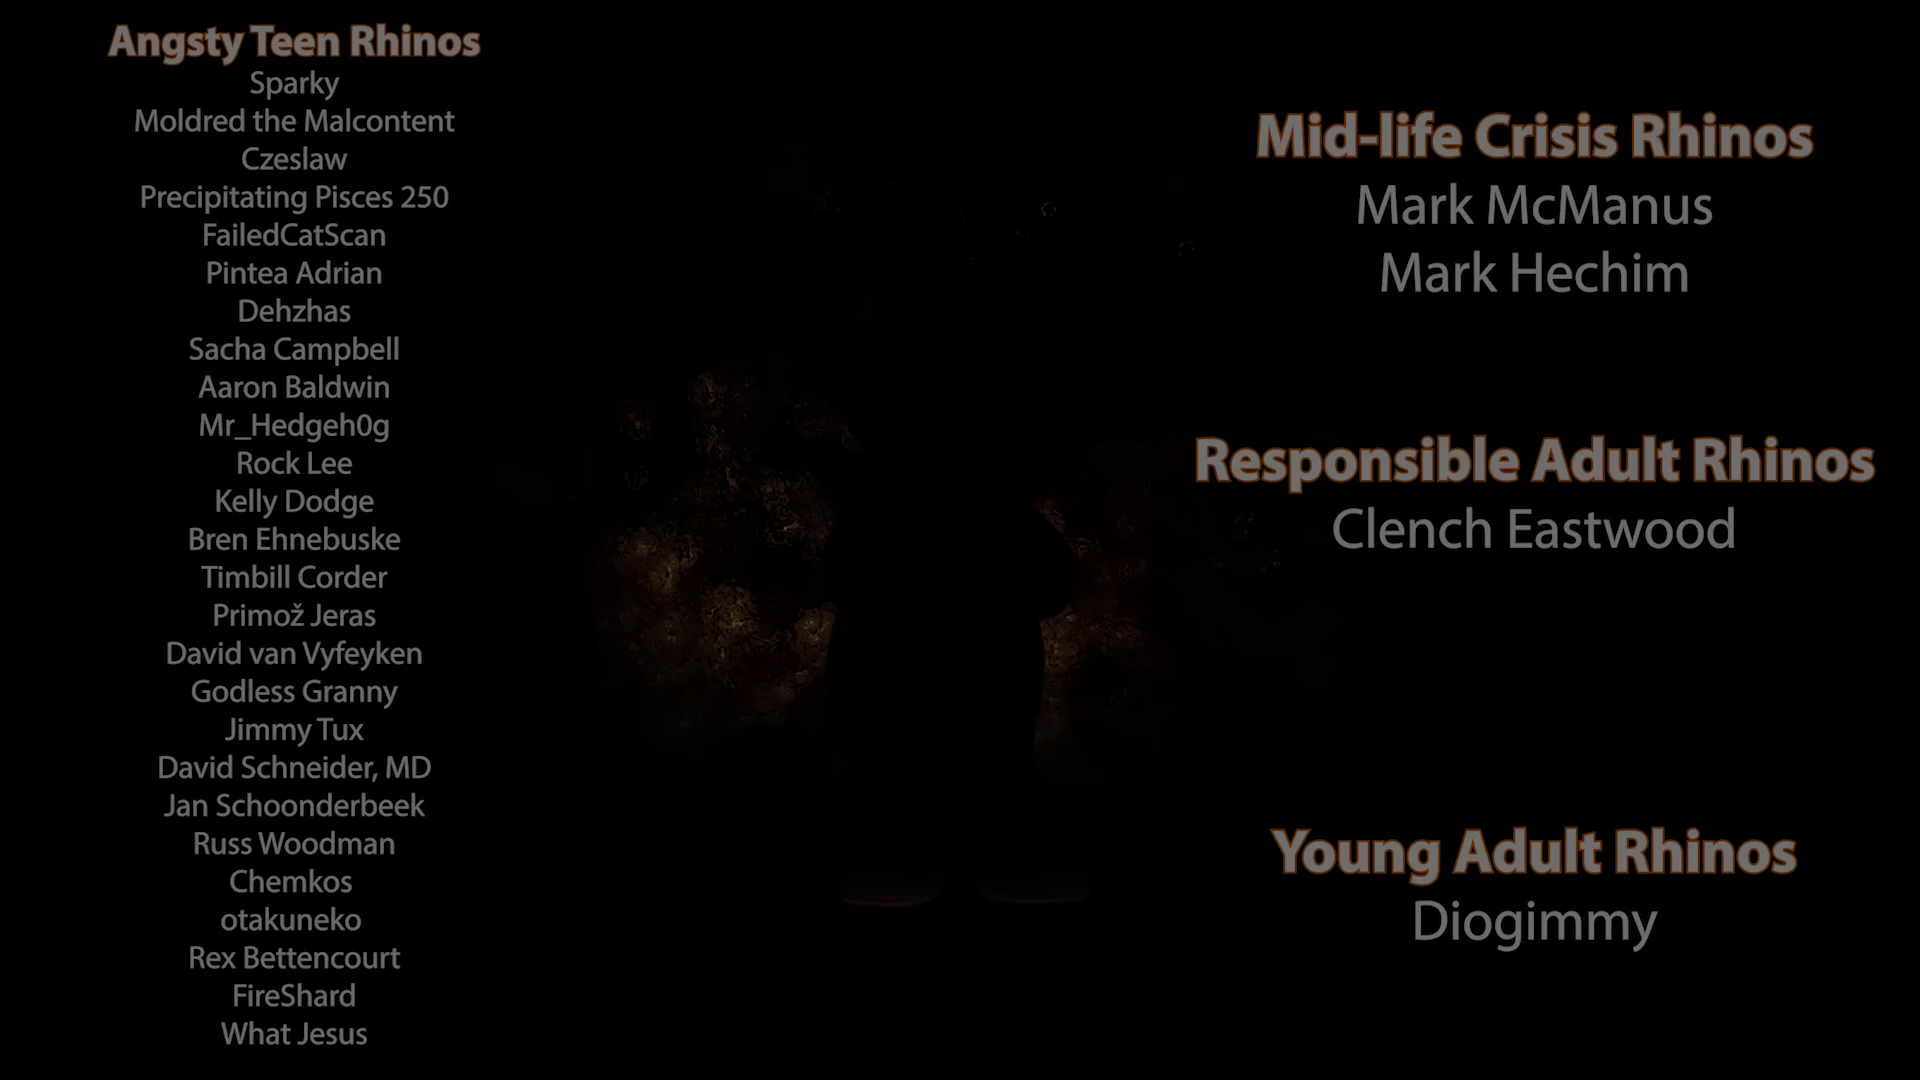 Angsty Teen Rhinos
Sparky
Moldred the Malcontent
Czeslaw
Precipitating Pisces 250
FailedCatScan
Pintea Adrian
Dehzhas
Sacha Campbell
Aaron Baldwin
Mr_Hedgeh0g
Rock Lee
Kelly Dodge
Bren Ehnebuske
Timbill Corder
Primož Jeras
David van Vyfeyken
Godless Granny
Jimmy Tux
David Schneider, MD
Jan Schoonderbeek
Russ Woodman
Chemkos
otakuneko
Rex Bettencourt
FireShard
What Jesus
Mid-life Crisis Rhinos
Mark McManus
Mark Hechim
Responsible Adult Rhinos
Clench Eastwood
Young Adult Rhinos
Diogimmy